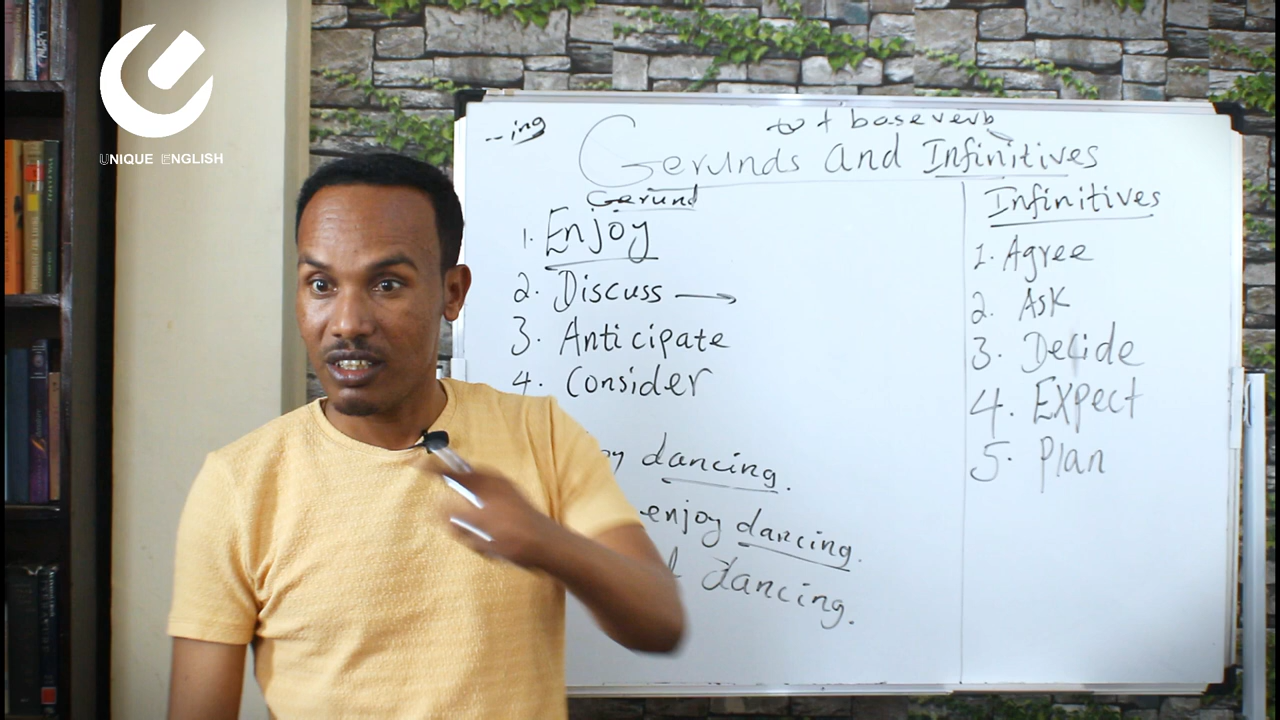 UNIQUE ENGLISH
--ing
to + base verb
Gerunds and Infinitives
Gerund
1. Enjoy
2. Discuss →
3. Anticipate
4. Consider
dancing.
enjoy dancing.
dancing.
Infinitives
1. Agree
2. Ask
3. Decide
4. Expect
5. Plan